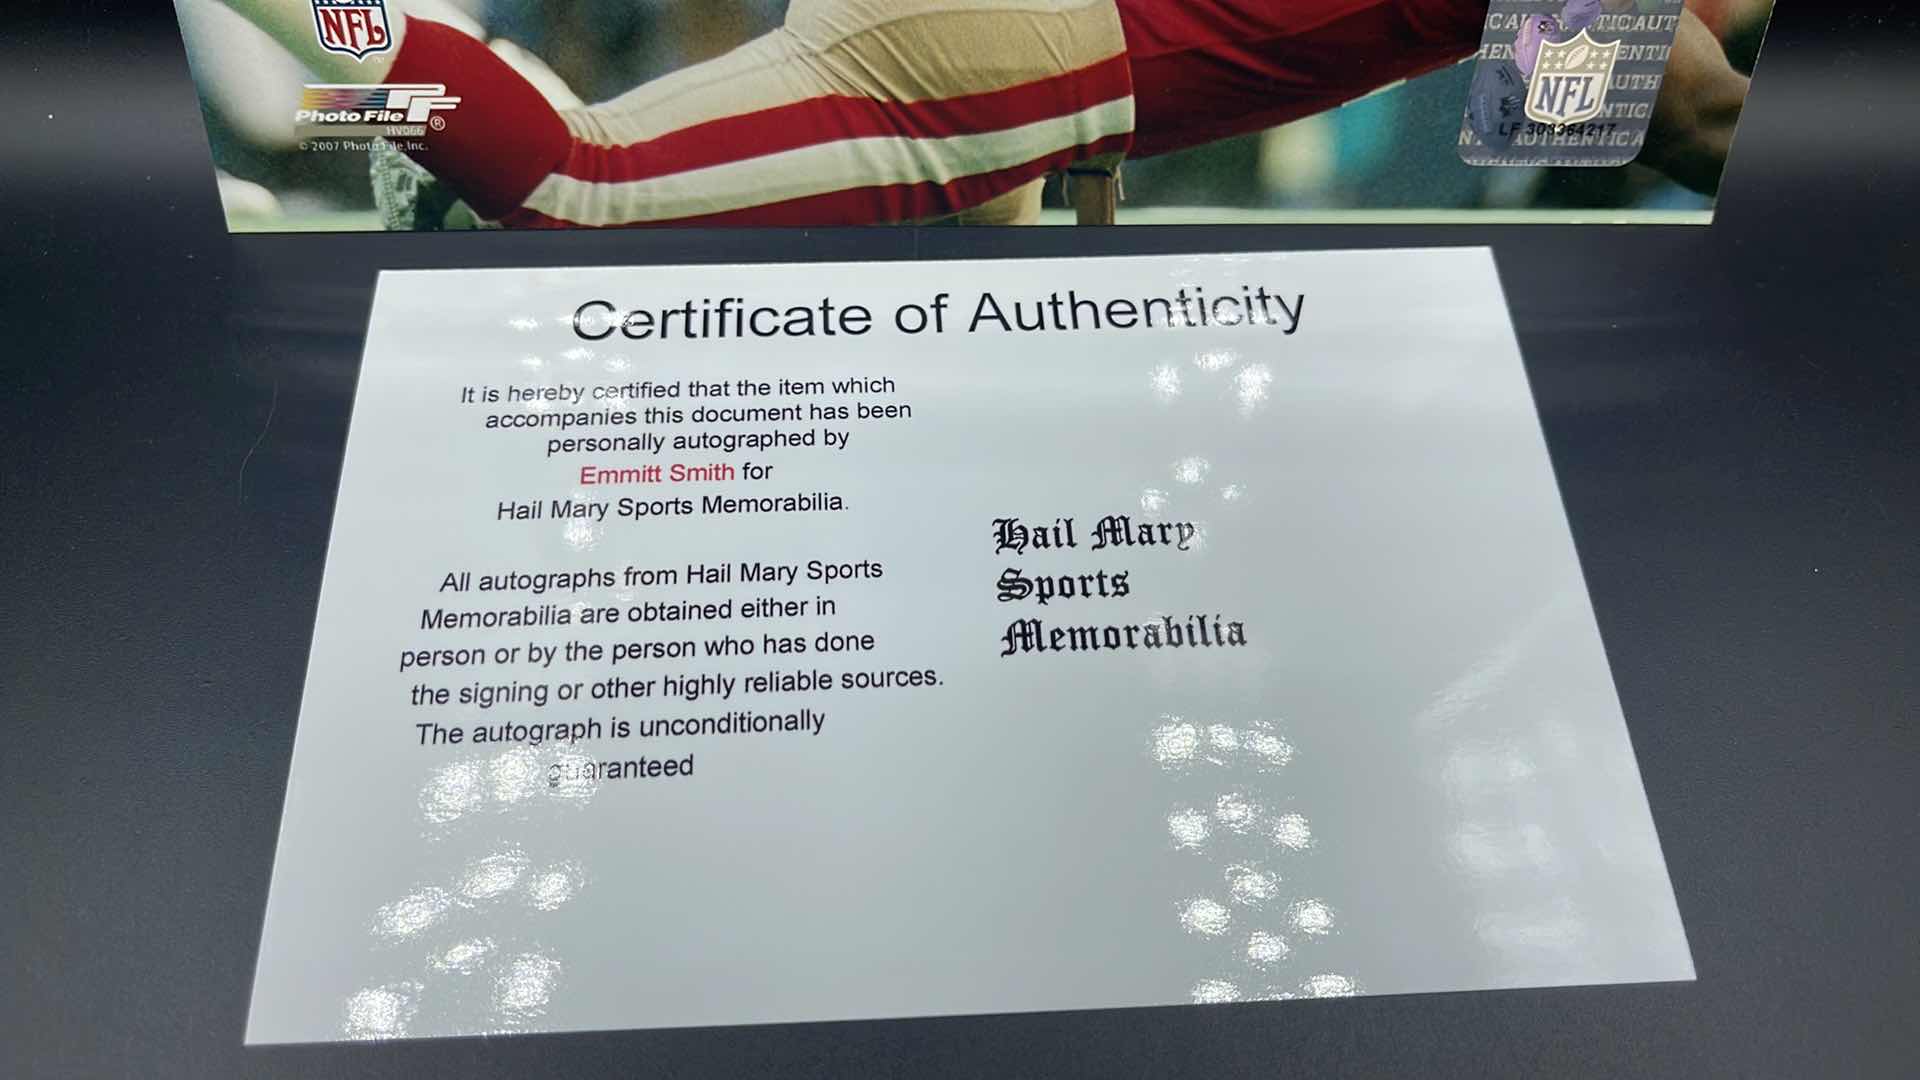 NFL
PhotoFile®
HV066
© 2007 Photo File, Inc.
NFL
LF 303364217
AUTHENTICA
Certificate of Authenticity
It is hereby certified that the item which
accompanies this document has been
personally autographed by
Emmitt Smith for
Hail Mary Sports Memorabilia.
All autographs from Hail Mary Sports
Memorabilia are obtained either in
person or by the person who has done
the signing or other highly reliable sources.
The autograph is unconditionally
guaranteed
Hail Mary
Sports
Memorabilia